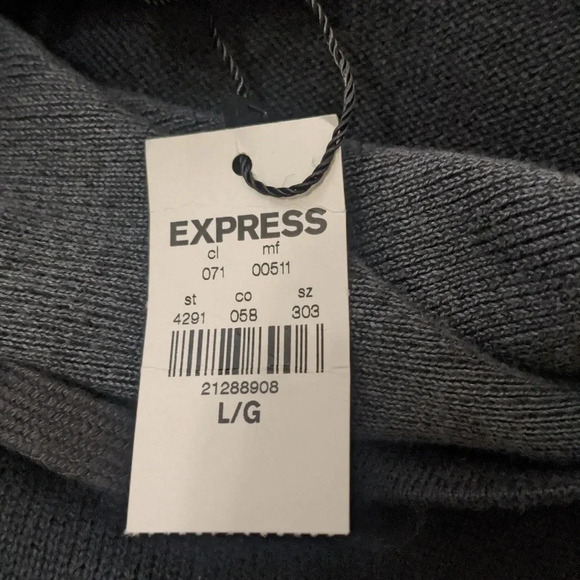 EXPRESS
cl mf
071 00511
st co sz
4291 058 303
21288908
L/G